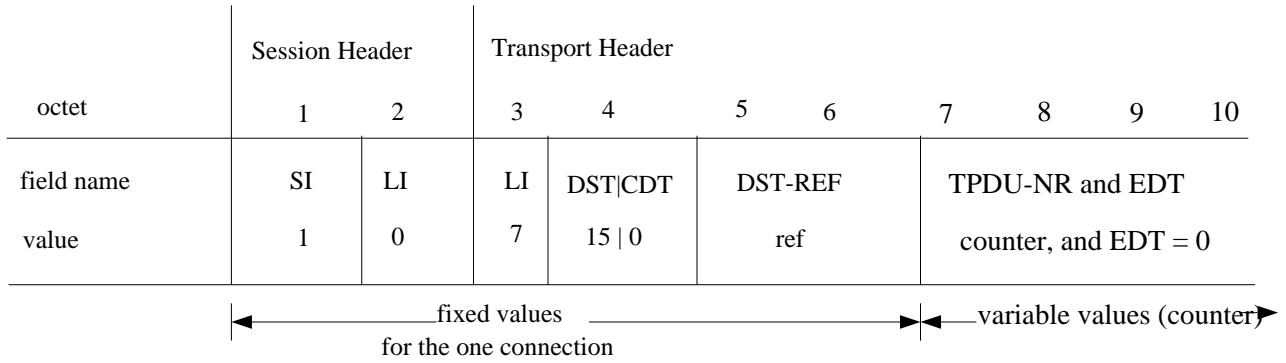 Session Header Transport Header
octet 1 2 3 4 5 6 7 8 9 10
field name SI LI LI DST|CDT DST-REF TPDU-NR and EDT
value 1 0 7 15 | 0 ref counter, and EDT = 0
fixed values variable values (counter)
for the one connection